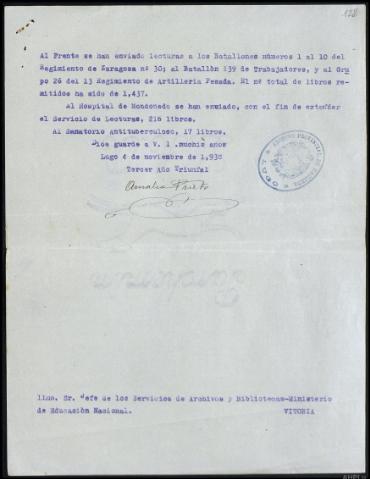 128
Al Frente se han enviado lecturas a los Batallones números 1 al 10 del
Regimiento de Zaragoza nº 30; al Batallón 139 de Trabajadores, y al Gru
po 26 del 13 Regimiento de Artilleria Pesada. El nº total de libros re-
mitidos ha sido de 1,437.
Al Hospital de Mondoñedo se han enviado, con el fin de extender
el Servicio de Lecturas, 216 libros.
Al Sanatorio Antituberculoso, 17 libros.
Dios guarde a V. I. muchos años
Lugo 4 de noviembre de 1,938
Tercer Año Triunfal
Amalia Prieto
LUGO
Ilmo. Sr. Jefe de los Servicios de Archivos y Bibliotecas-Ministerio
de Educación Nacional. VITORIA